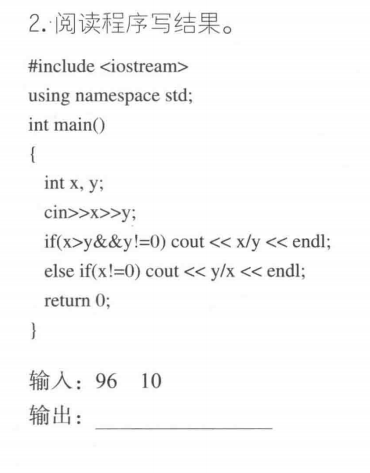 2.阅读程序写结果。
#include <iostream>
using namespace std;
int main()
{
int x, y;
cin>>x>>y;
if(x>y&&y!=0) cout << x/y << endl;
else if(x!=0) cout << y/x << endl;
return 0;
}
输入：96 10
输出：